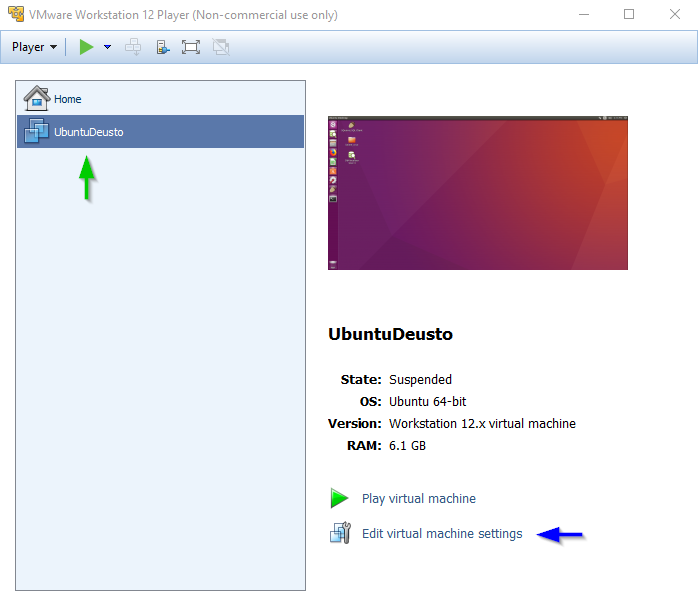 VMware Workstation 12 Player (Non-commercial use only)
Player
Home
UbuntuDeusto
UbuntuDeusto
State: Suspended
OS: Ubuntu 64-bit
Version: Workstation 12.x virtual machine
RAM: 6.1 GB
Play virtual machine
Edit virtual machine settings